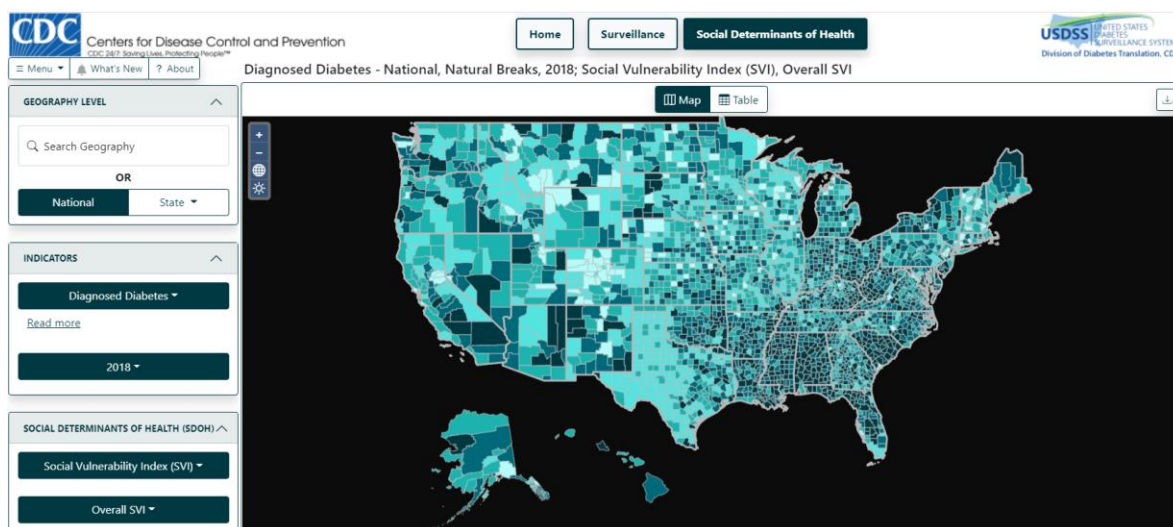 CDC
Centers for Disease Control and Prevention
CDC 24/7: Saving Lives, Protecting People™
Home
Surveillance
Social Determinants of Health
USDSS UNITED STATES
DIABETES
SURVEILLANCE SYSTEM
Division of Diabetes Translation, CD
Menu
What's New
? About
Diagnosed Diabetes - National, Natural Breaks, 2018; Social Vulnerability Index (SVI), Overall SVI
Map
Table
GEOGRAPHY LEVEL
Search Geography
OR
National
State
INDICATORS
Diagnosed Diabetes
Read more
2018
SOCIAL DETERMINANTS OF HEALTH (SDOH)
Social Vulnerability Index (SVI)
Overall SVI